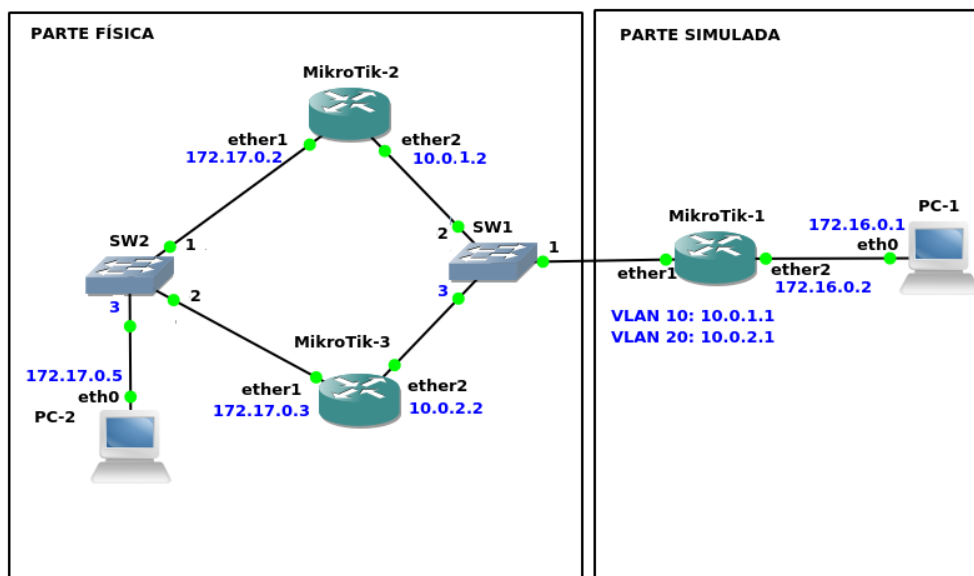 PARTE FÍSICA
MikroTik-2
ether1
172.17.0.2
ether2
10.0.1.2
SW2
1
2
3
SW1
2
1
3
MikroTik-3
ether1
172.17.0.3
ether2
10.0.2.2
172.17.0.5
eth0
PC-2
PARTE SIMULADA
MikroTik-1
ether1
ether2
172.16.0.2
PC-1
172.16.0.1
eth0
VLAN 10: 10.0.1.1
VLAN 20: 10.0.2.1